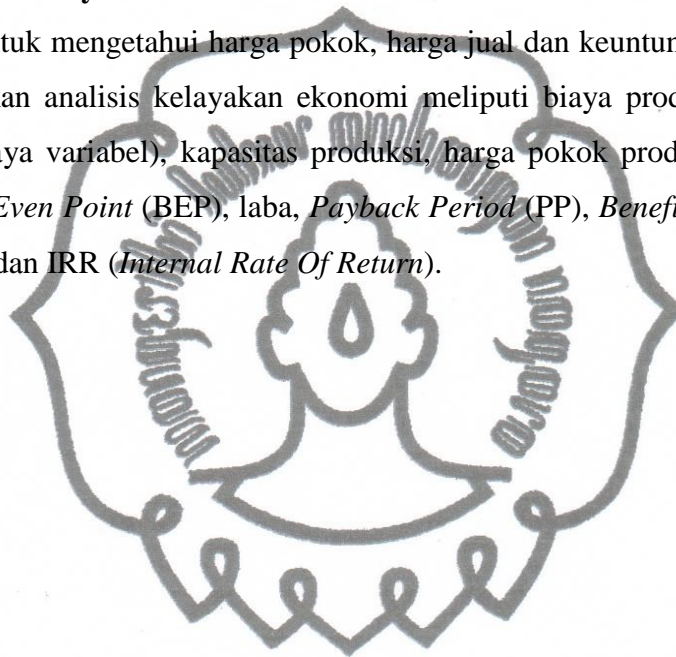 tuk mengetahui harga pokok, harga jual dan keuntun
an analisis kelayakan ekonomi meliputi biaya prod
ya variabel), kapasitas produksi, harga pokok prod
Even Point (BEP), laba, Payback Period (PP), Benefi
dan IRR (Internal Rate Of Return).